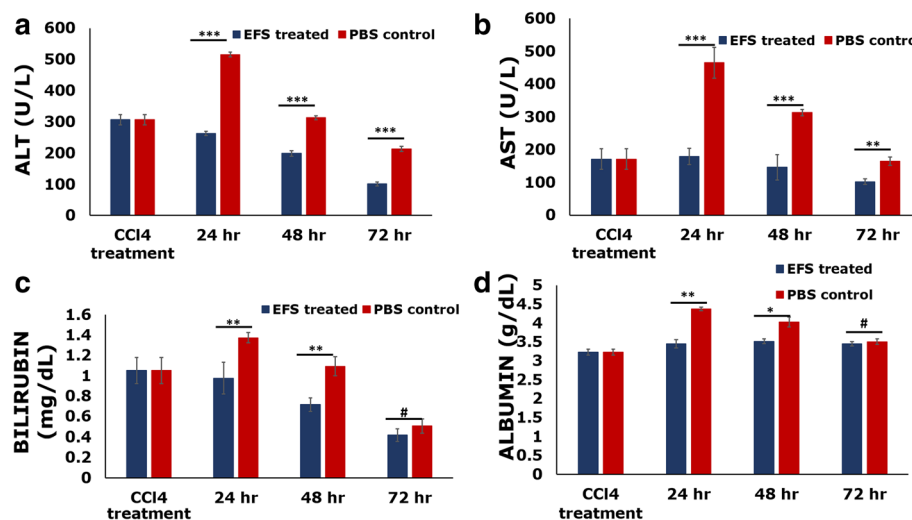 a
EFS treated PBS control
ALT (U/L)
600
500
400
300
200
100
0
***
***
***
CCl4 treatment
24 hr
48 hr
72 hr
b
EFS treated PBS control
AST (U/L)
600
500
400
300
200
100
0
***
***
**
CCl4 treatment
24 hr
48 hr
72 hr
c
EFS treated PBS control
BILIRUBIN
(mg/dL)
1.6
1.4
1.2
1
0.8
0.6
0.4
0.2
0
**
**
#
CCl4 treatment
24 hr
48 hr
72 hr
d
EFS treated
PBS control
ALBUMIN (g/dL)
5
4.5
4
3.5
3
2.5
2
1.5
1
0.5
0
**
*
#
CCl4 treatment
24 hr
48 hr
72 hr